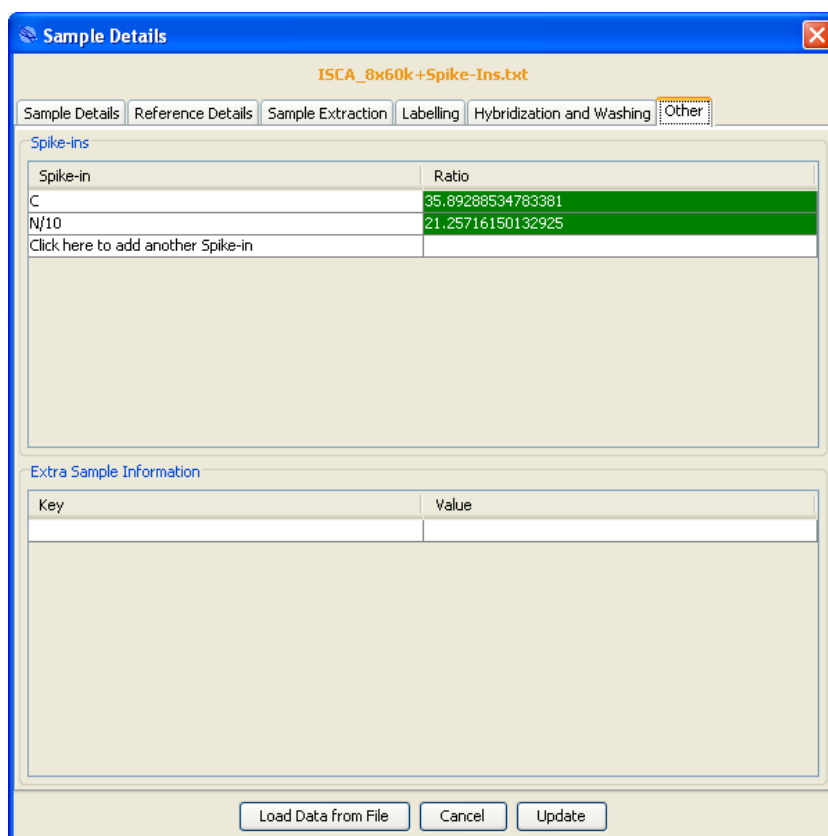 Sample Details
ISCA_8x60k+Spike-Ins.txt
Sample Details Reference Details Sample Extraction Labelling Hybridization and Washing Other
Spike-ins
Spike-in Ratio
C 35.89288534783381
N/10 21.25716150132925
Click here to add another Spike-in
Extra Sample Information
Key Value
Load Data from File Cancel Update